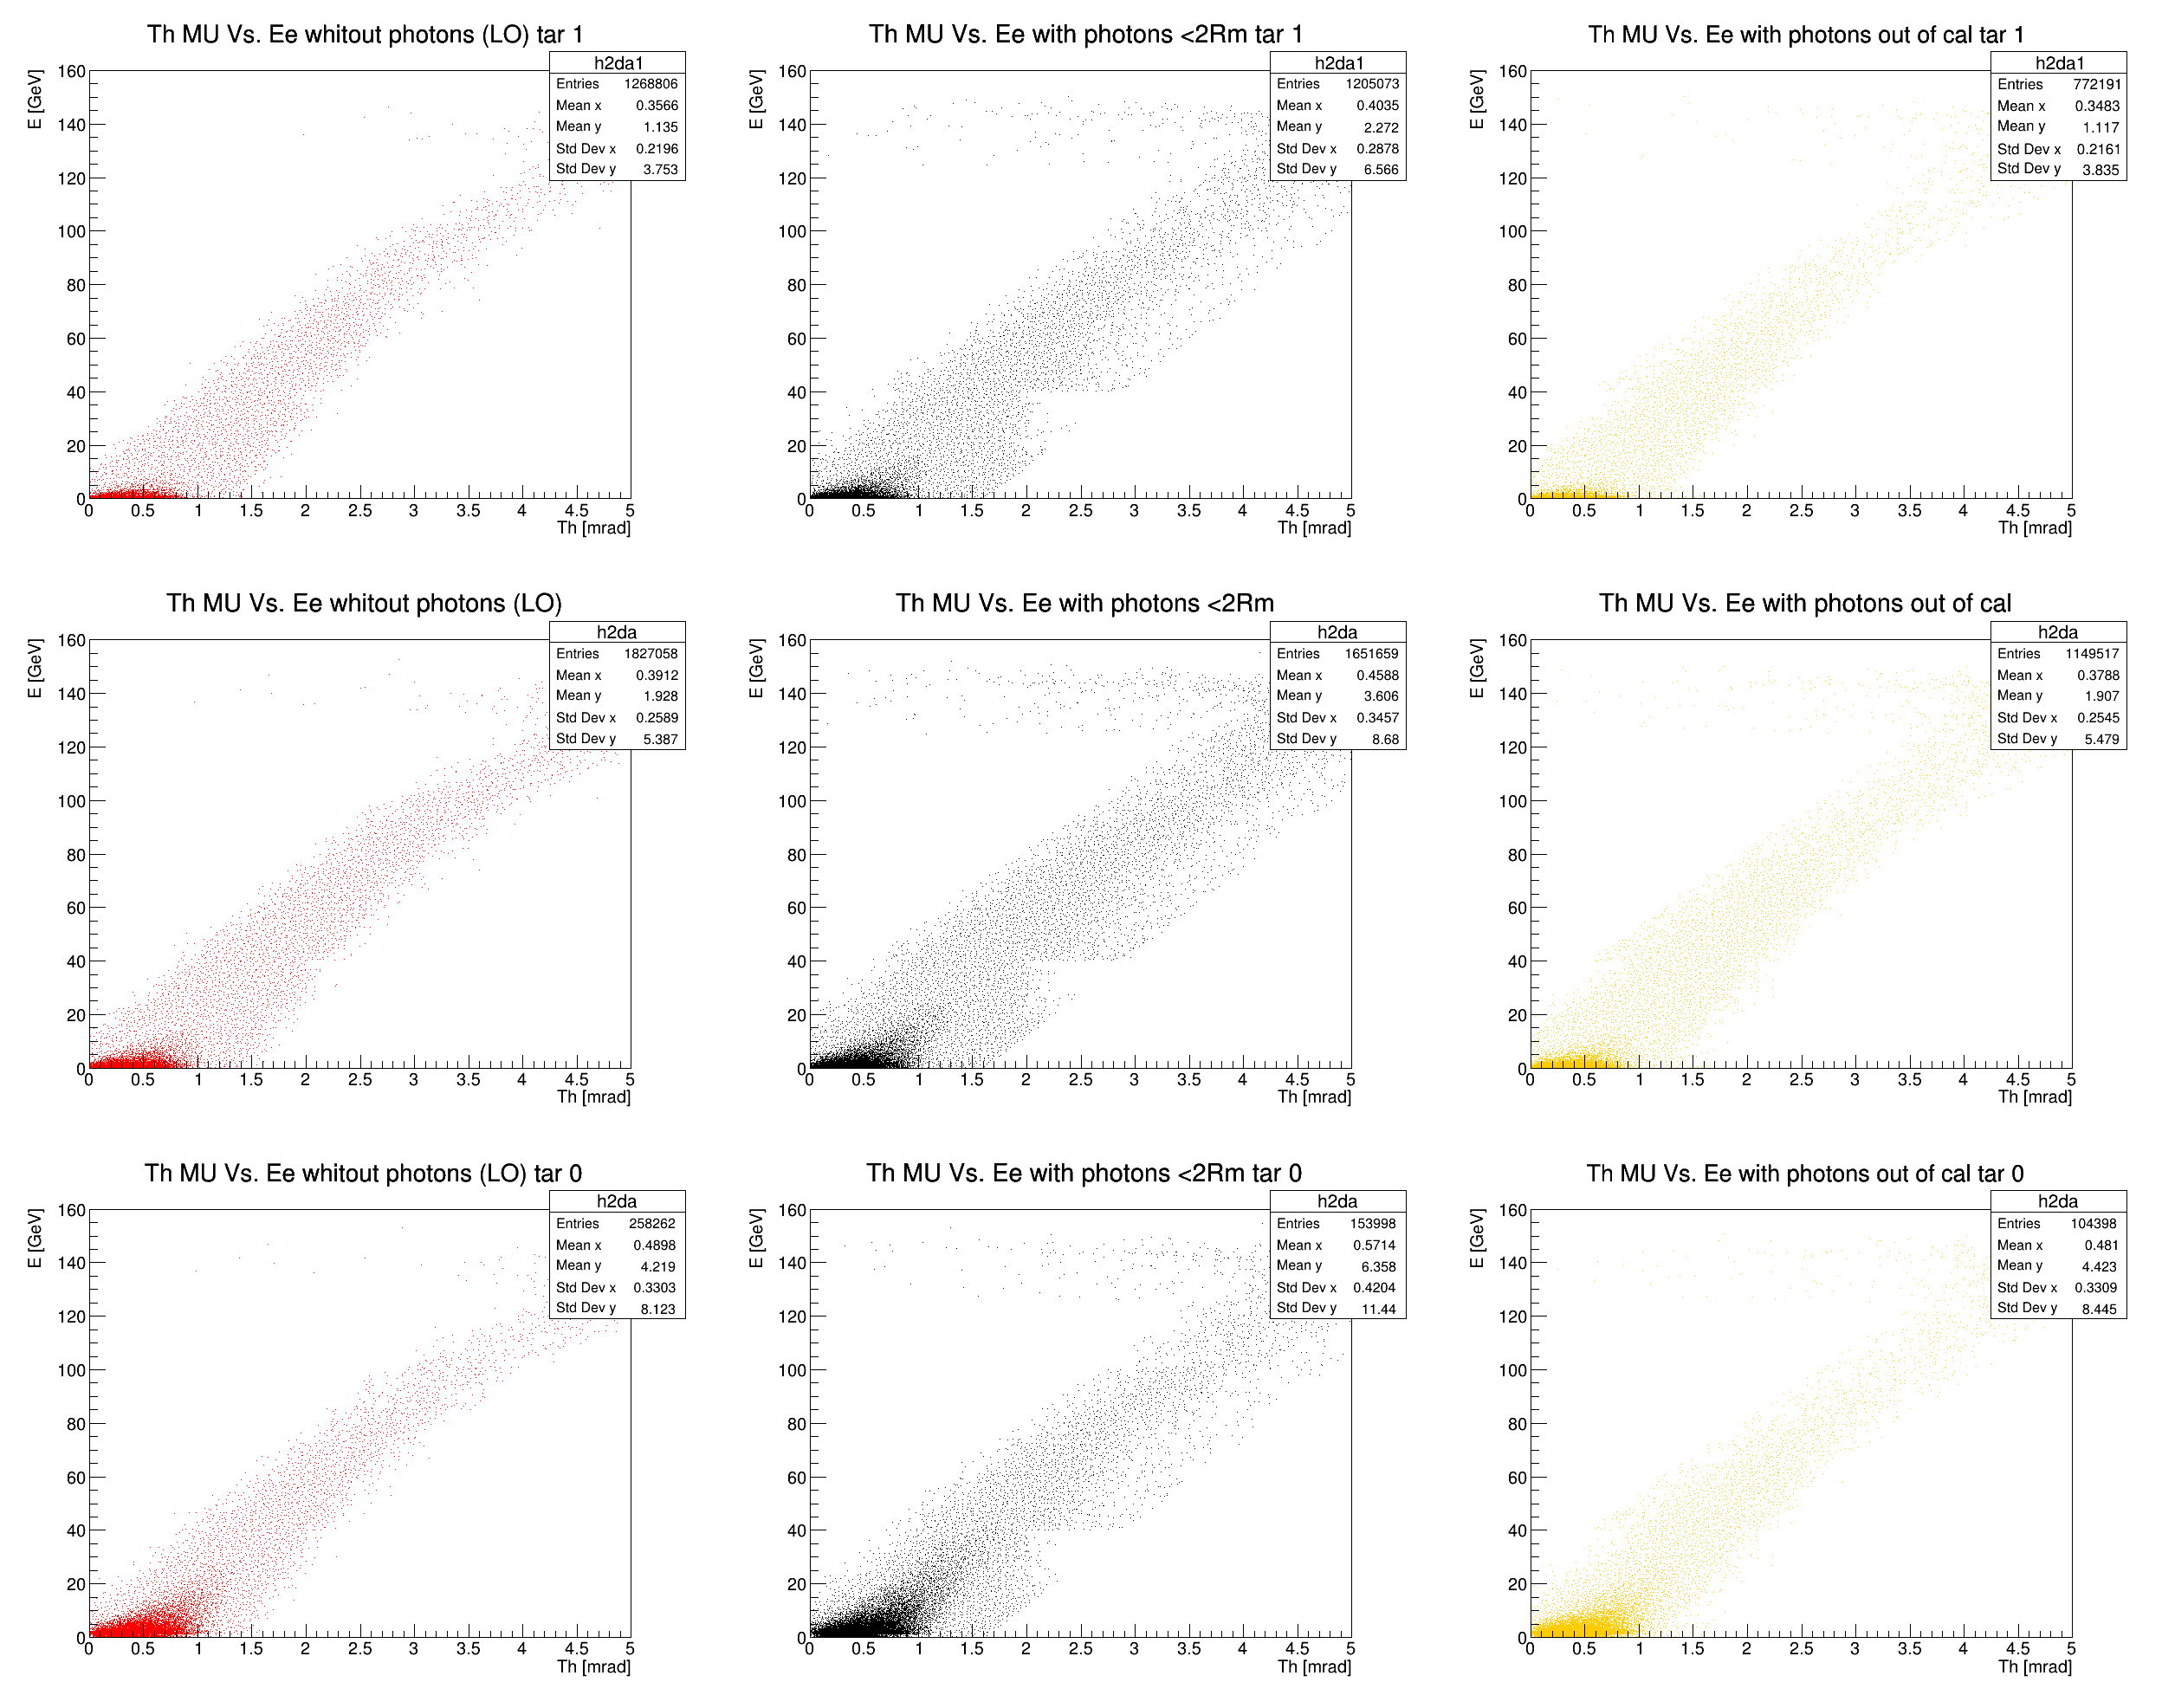 Th MU Vs. Ee whitout photons (LO) tar 1
h2da1
Entries 1268806
Mean x 0.3566
Mean y 1.135
Std Dev x 0.2196
Std Dev y 3.753
E [GeV]
160
140
120
100
80
60
40
20
0
0 0.5 1 1.5 2 2.5 3 3.5 4 4.5 5
Th [mrad]
Th MU Vs. Ee with photons <2Rm tar 1
h2da1
Entries 1205073
Mean x 0.4035
Mean y 2.272
Std Dev x 0.2878
Std Dev y 6.566
E [GeV]
160
140
120
100
80
60
40
20
0
0 0.5 1 1.5 2 2.5 3 3.5 4 4.5 5
Th [mrad]
Th MU Vs. Ee with photons out of cal tar 1
h2da1
Entries 772191
Mean x 0.3483
Mean y 1.117
Std Dev x 0.2161
Std Dev y 3.835
E [GeV]
160
140
120
100
80
60
40
20
0
0 0.5 1 1.5 2 2.5 3 3.5 4 4.5 5
Th [mrad]
Th MU Vs. Ee whitout photons (LO)
h2da
Entries 1827058
Mean x 0.3912
Mean y 1.928
Std Dev x 0.2589
Std Dev y 5.387
E [GeV]
160
140
120
100
80
60
40
20
0
0 0.5 1 1.5 2 2.5 3 3.5 4 4.5 5
Th [mrad]
Th MU Vs. Ee with photons <2Rm
h2da
Entries 1651659
Mean x 0.4588
Mean y 3.606
Std Dev x 0.3457
Std Dev y 8.68
E [GeV]
160
140
120
100
80
60
40
20
0
0 0.5 1 1.5 2 2.5 3 3.5 4 4.5 5
Th [mrad]
Th MU Vs. Ee with photons out of cal
h2da
Entries 1149517
Mean x 0.3788
Mean y 1.907
Std Dev x 0.2545
Std Dev y 5.479
E [GeV]
160
140
120
100
80
60
40
20
0
0 0.5 1 1.5 2 2.5 3 3.5 4 4.5 5
Th [mrad]
Th MU Vs. Ee whitout photons (LO) tar 0
h2da
Entries 258262
Mean x 0.4898
Mean y 4.219
Std Dev x 0.3303
Std Dev y 8.123
E [GeV]
160
140
120
100
80
60
40
20
0
0 0.5 1 1.5 2 2.5 3 3.5 4 4.5 5
Th [mrad]
Th MU Vs. Ee with photons <2Rm tar 0
h2da
Entries 153998
Mean x 0.5714
Mean y 6.358
Std Dev x 0.4204
Std Dev y 11.44
E [GeV]
160
140
120
100
80
60
40
20
0
0 0.5 1 1.5 2 2.5 3 3.5 4 4.5 5
Th [mrad]
Th MU Vs. Ee with photons out of cal tar 0
h2da
Entries 104398
Mean x 0.481
Mean y 4.423
Std Dev x 0.3309
Std Dev y 8.445
E [GeV]
160
140
120
100
80
60
40
20
0
0 0.5 1 1.5 2 2.5 3 3.5 4 4.5 5
Th [mrad]